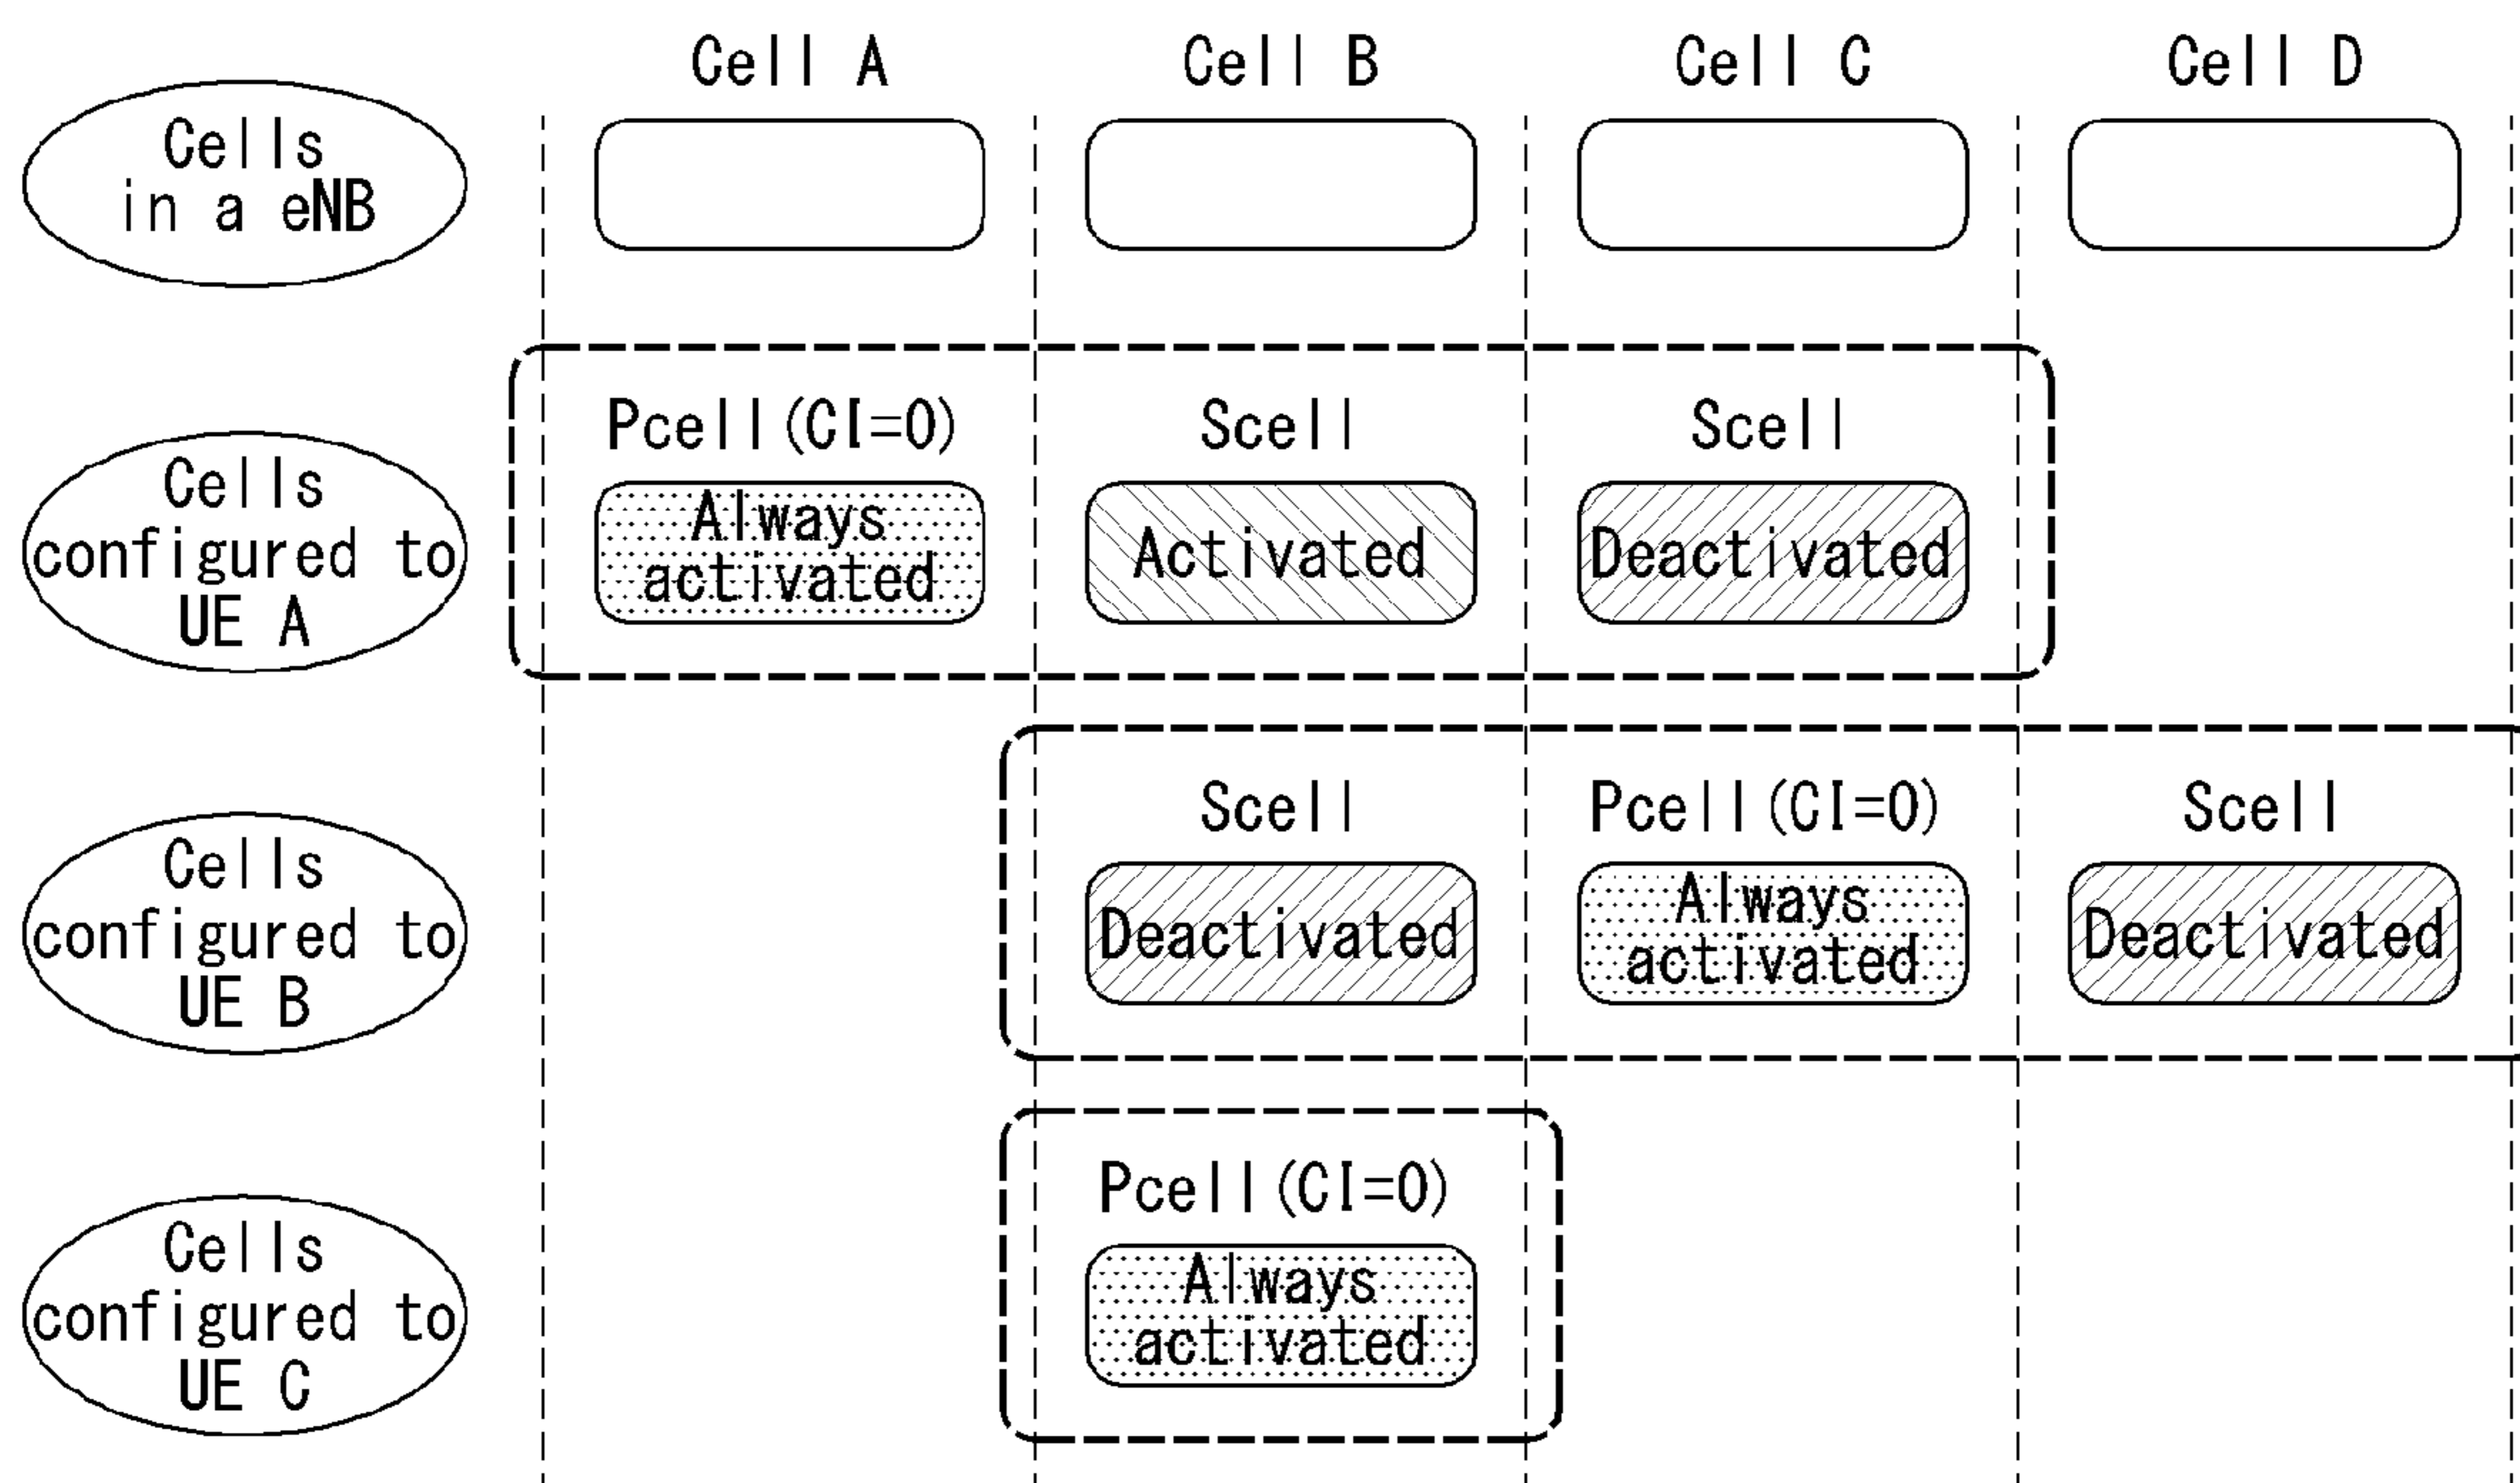 Cell A Cell B Cell C Cell D
Cells
in a eNB
Pcell(CI=0) Scell Scell
Cells
configured to
UE A
Always
activated
Activated
Deactivated
Scell Pcell(CI=0) Scell
Cells
configured to
UE B
Deactivated
Always
activated
Deactivated
Pcell(CI=0)
Cells
configured to
UE C
Always
activated